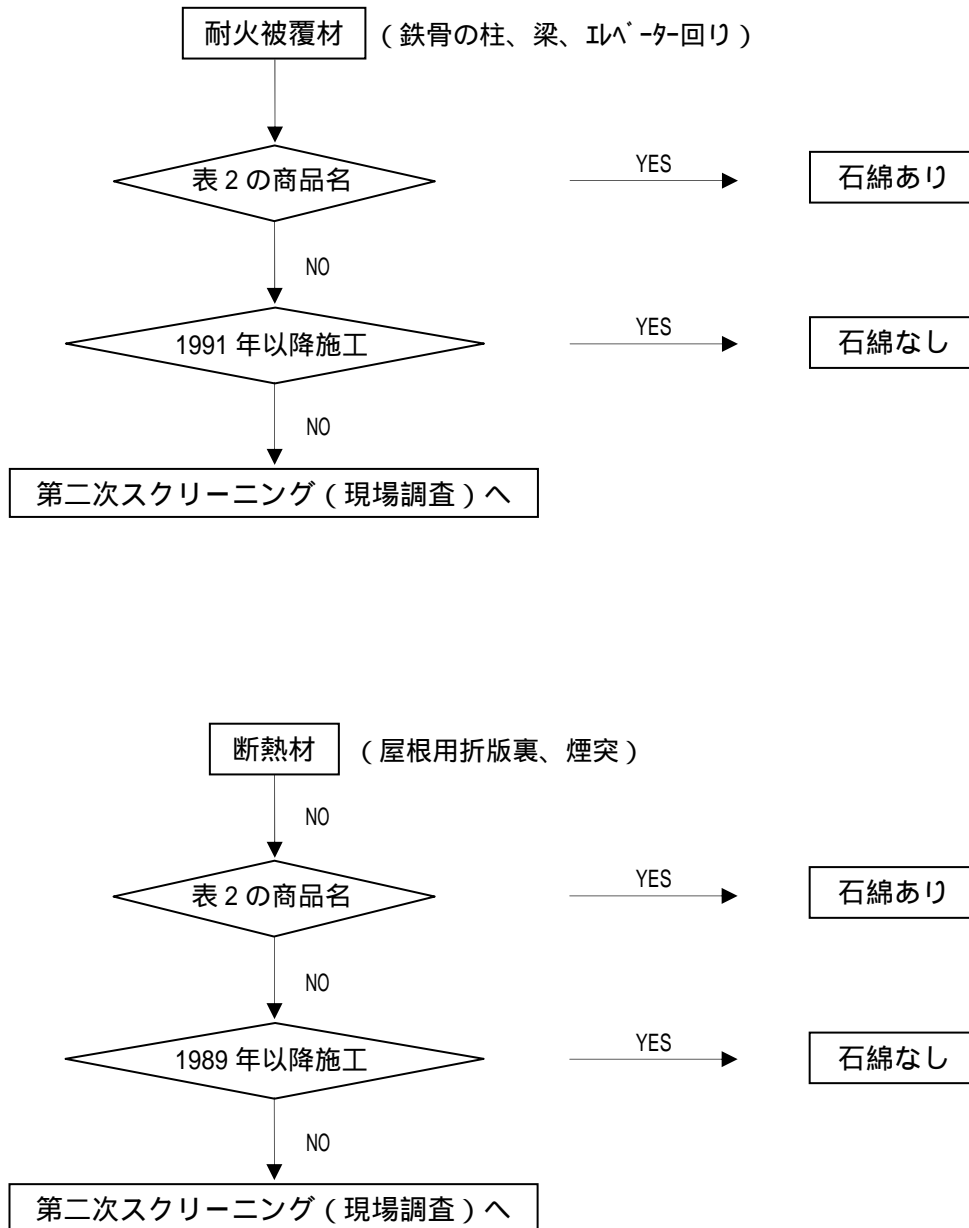 耐火被覆材 （鉄骨の柱、梁、ｴﾚﾍﾞｰﾀｰ回り）
表２の商品名 YES 石綿あり
NO
1991 年以降施工 YES 石綿なし
NO
第二次スクリーニング（現場調査）へ
断熱材 （屋根用折版裏、煙突）
NO
表２の商品名 YES 石綿あり
NO
1989 年以降施工 YES 石綿なし
NO
第二次スクリーニング（現場調査）へ